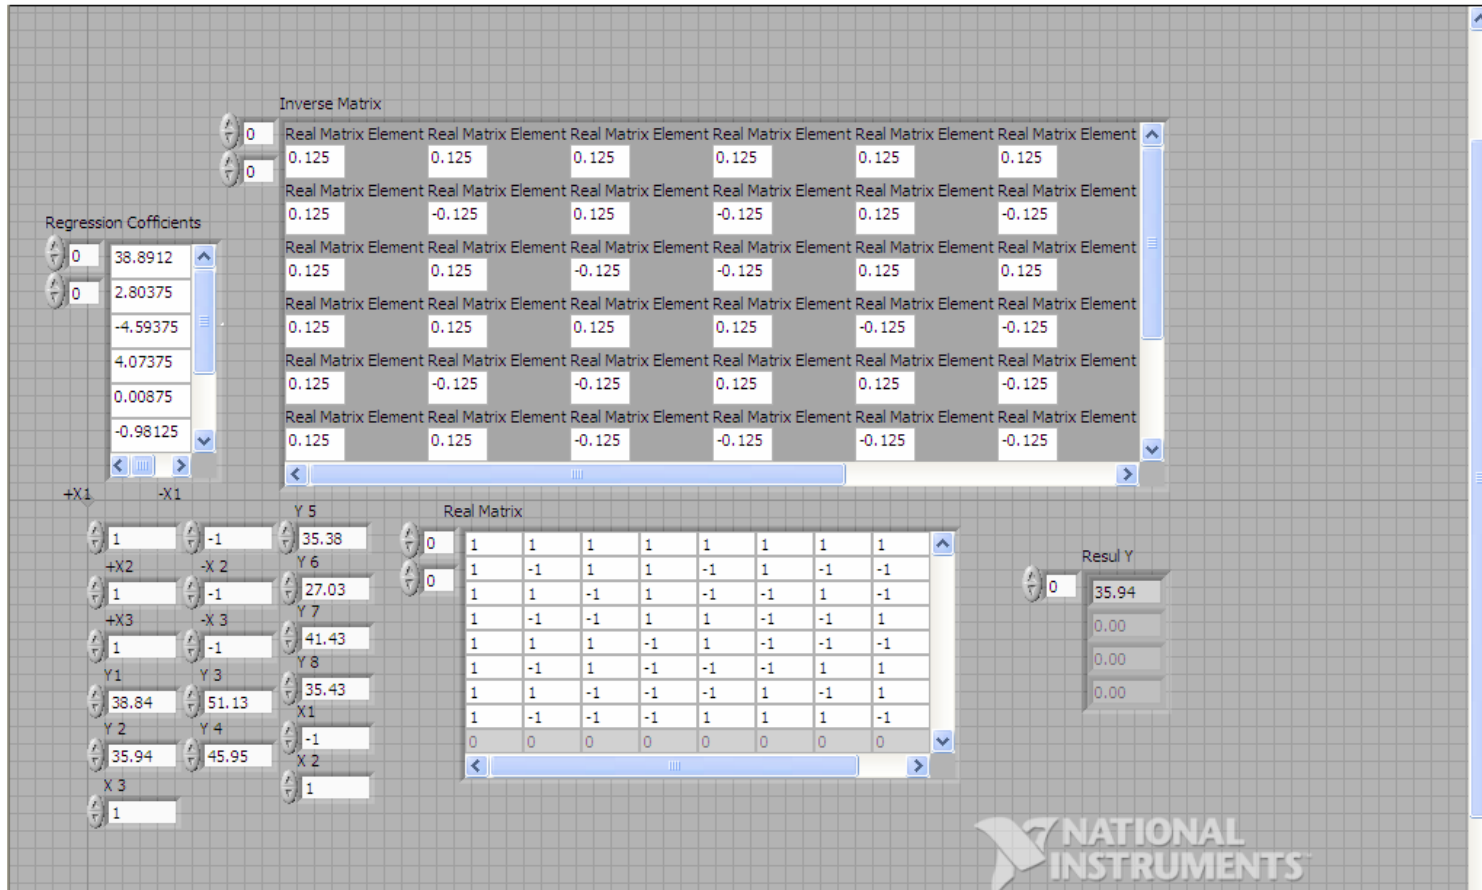 Inverse Matrix
0 Real Matrix Element Real Matrix Element Real Matrix Element Real Matrix Element Real Matrix Element Real Matrix Element
0.125 0.125 0.125 0.125 0.125 0.125
0
Real Matrix Element Real Matrix Element Real Matrix Element Real Matrix Element Real Matrix Element Real Matrix Element
0.125 -0.125 0.125 -0.125 0.125 -0.125
Real Matrix Element Real Matrix Element Real Matrix Element Real Matrix Element Real Matrix Element Real Matrix Element
0.125 0.125 -0.125 -0.125 0.125 0.125
Real Matrix Element Real Matrix Element Real Matrix Element Real Matrix Element Real Matrix Element Real Matrix Element
0.125 0.125 0.125 0.125 -0.125 -0.125
Real Matrix Element Real Matrix Element Real Matrix Element Real Matrix Element Real Matrix Element Real Matrix Element
0.125 -0.125 -0.125 0.125 0.125 -0.125
Real Matrix Element Real Matrix Element Real Matrix Element Real Matrix Element Real Matrix Element Real Matrix Element
0.125 0.125 -0.125 -0.125 -0.125 -0.125
Regression Cofficients
0 38.8912
0 2.80375
-4.59375
4.07375
0.00875
-0.98125
+X1 -X1 Y 5
1 -1 35.38
+X2 -X 2 Y 6
1 -1 27.03
+X3 -X 3 Y 7
1 -1 41.43
Y1 Y 3 Y 8
38.84 51.13 35.43
Y 2 Y 4 X1
35.94 45.95 -1
X 3 X 2
1 1
Real Matrix
0 1 1 1 1 1 1 1 1
0 1 -1 1 1 -1 1 -1 -1
1 1 -1 1 -1 -1 1 -1
1 -1 -1 1 1 -1 -1 1
1 1 1 -1 1 -1 -1 -1
1 -1 1 -1 -1 -1 1 1
1 1 -1 -1 -1 1 -1 1
1 -1 -1 -1 1 1 1 -1
0 0 0 0 0 0 0 0
Resul Y
0 35.94
0.00
0.00
0.00
NATIONAL
INSTRUMENTS